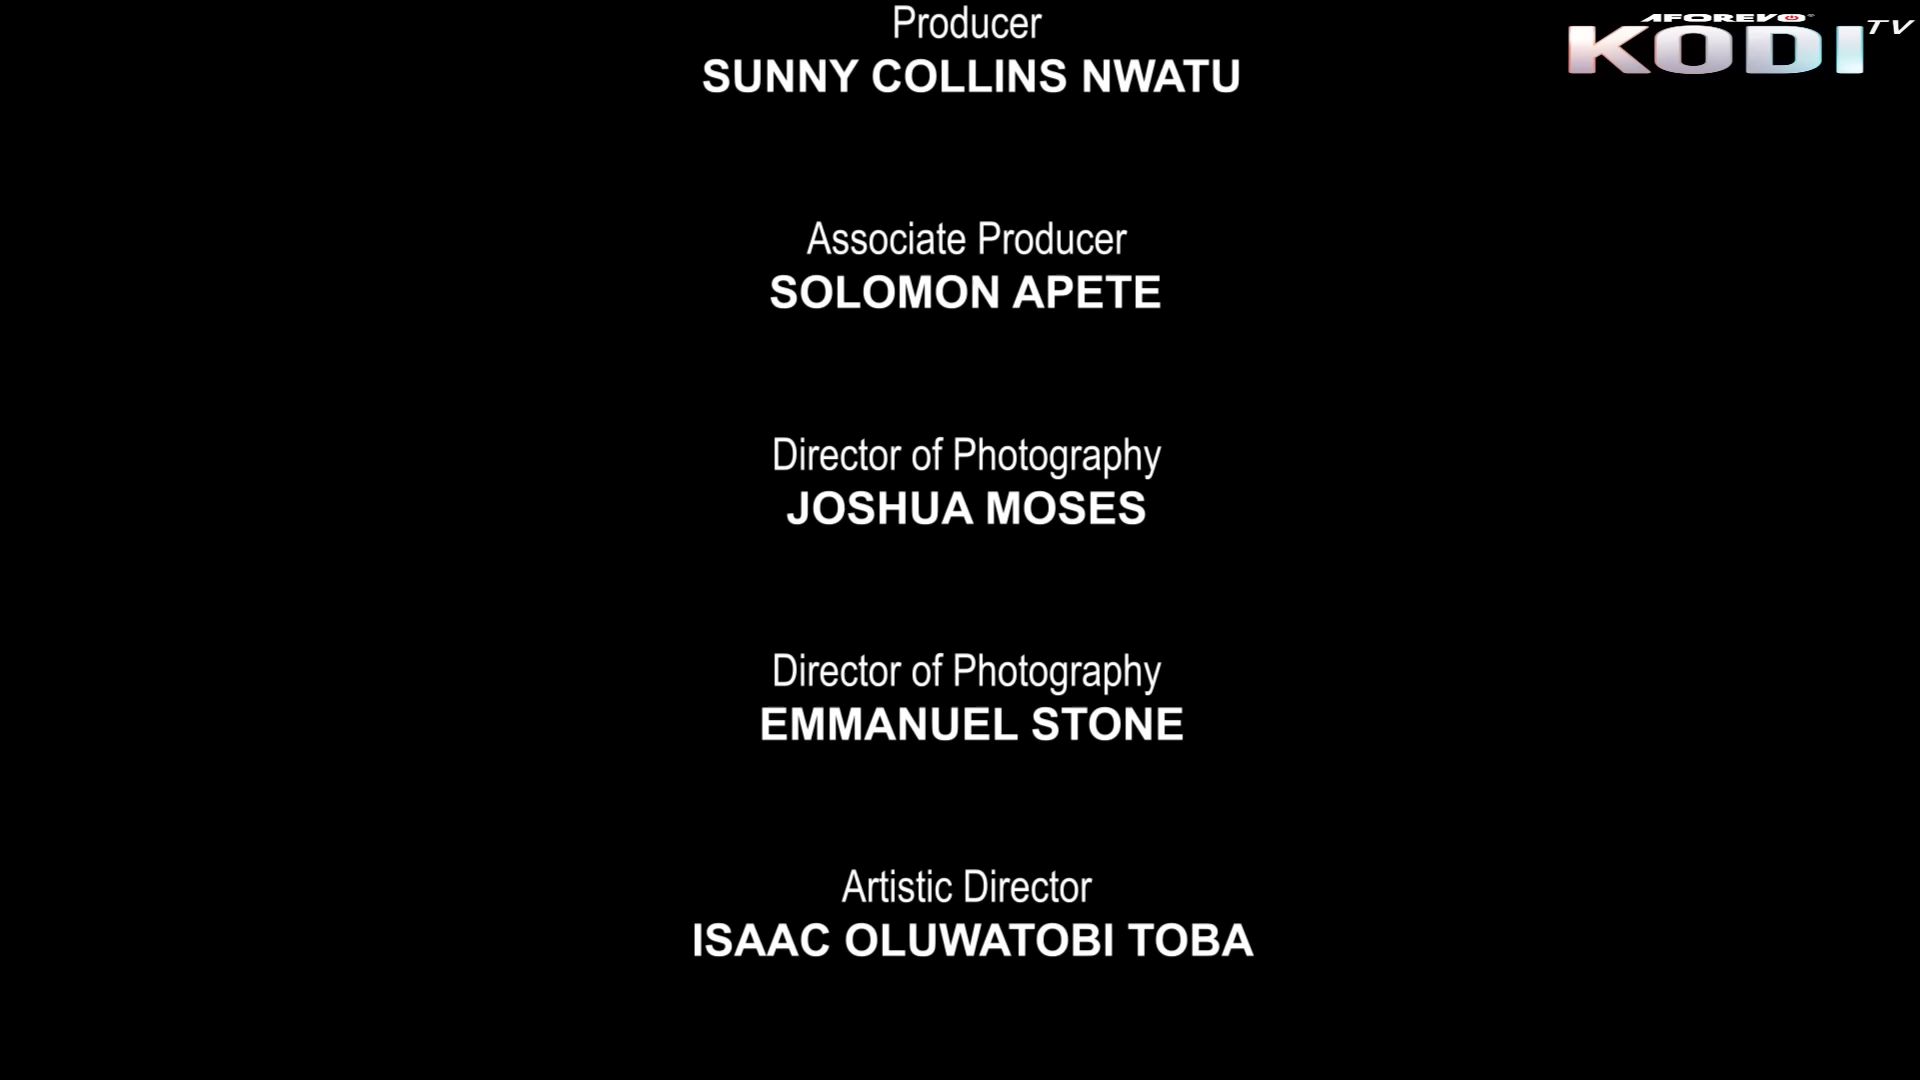 Producer
SUNNY COLLINS NWATU
AFOREVO
KODI TV
Associate Producer
SOLOMON APETE
Director of Photography
JOSHUA MOSES
Director of Photography
EMMANUEL STONE
Artistic Director
ISAAC OLUWATOBI TOBA